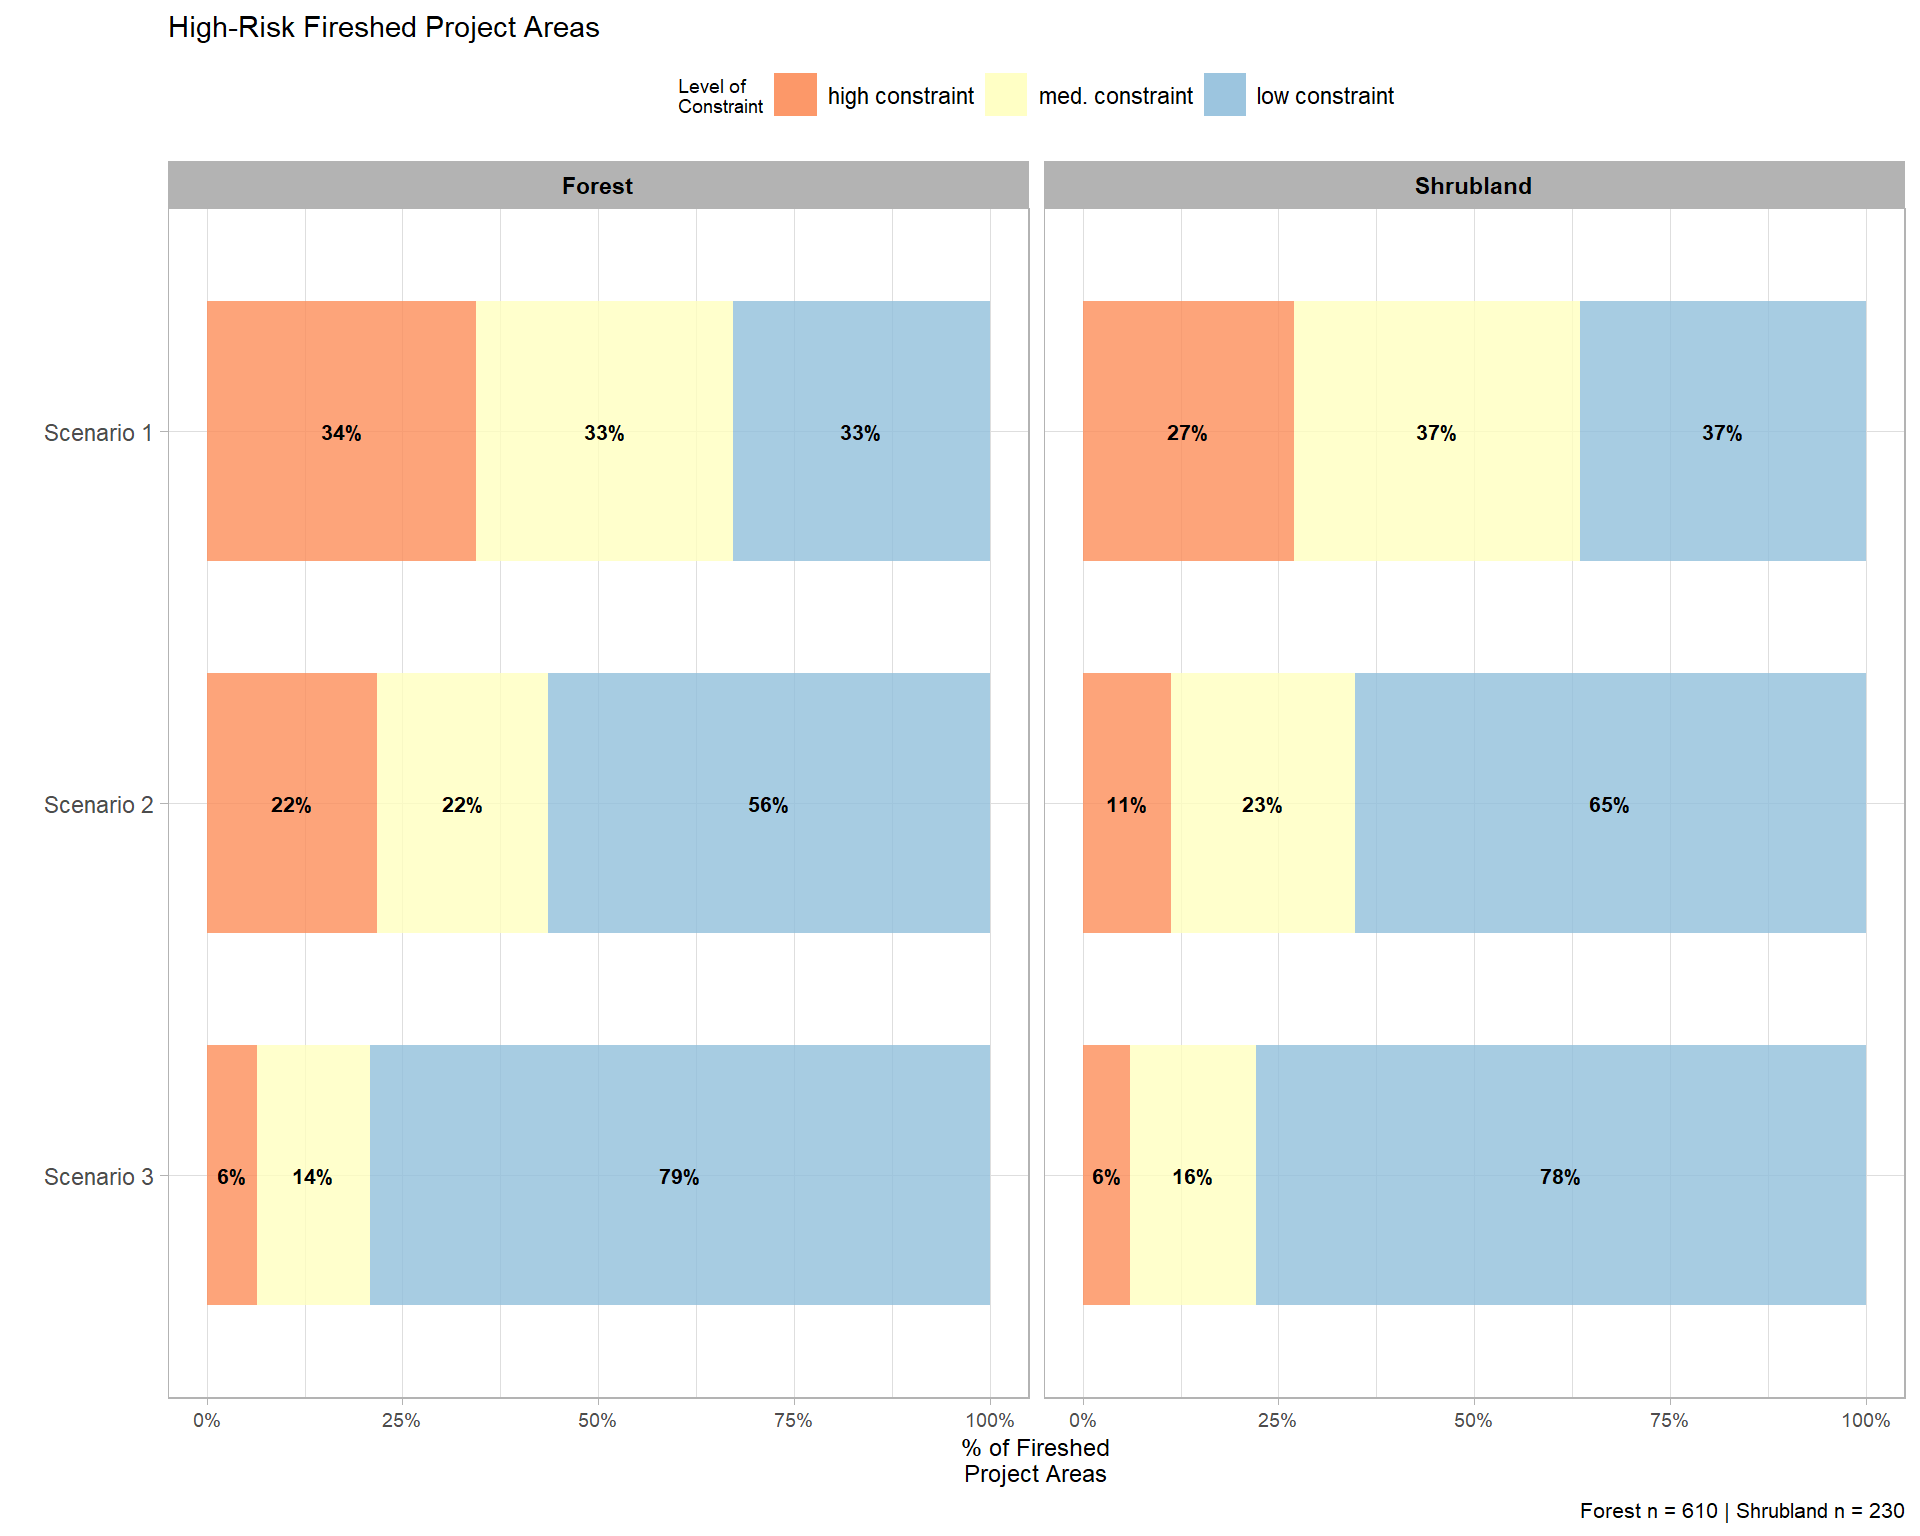 High-Risk Fireshed Project Areas
Level of
Constraint
high constraint
med. constraint
low constraint
Forest
Shrubland
Scenario 1
34%
33%
33%
27%
37%
37%
Scenario 2
22%
22%
56%
11%
23%
65%
Scenario 3
6%
14%
79%
6%
16%
78%
0%
25%
50%
75%
100%
0%
25%
50%
75%
100%
% of Fireshed
Project Areas
Forest n = 610 | Shrubland n = 230